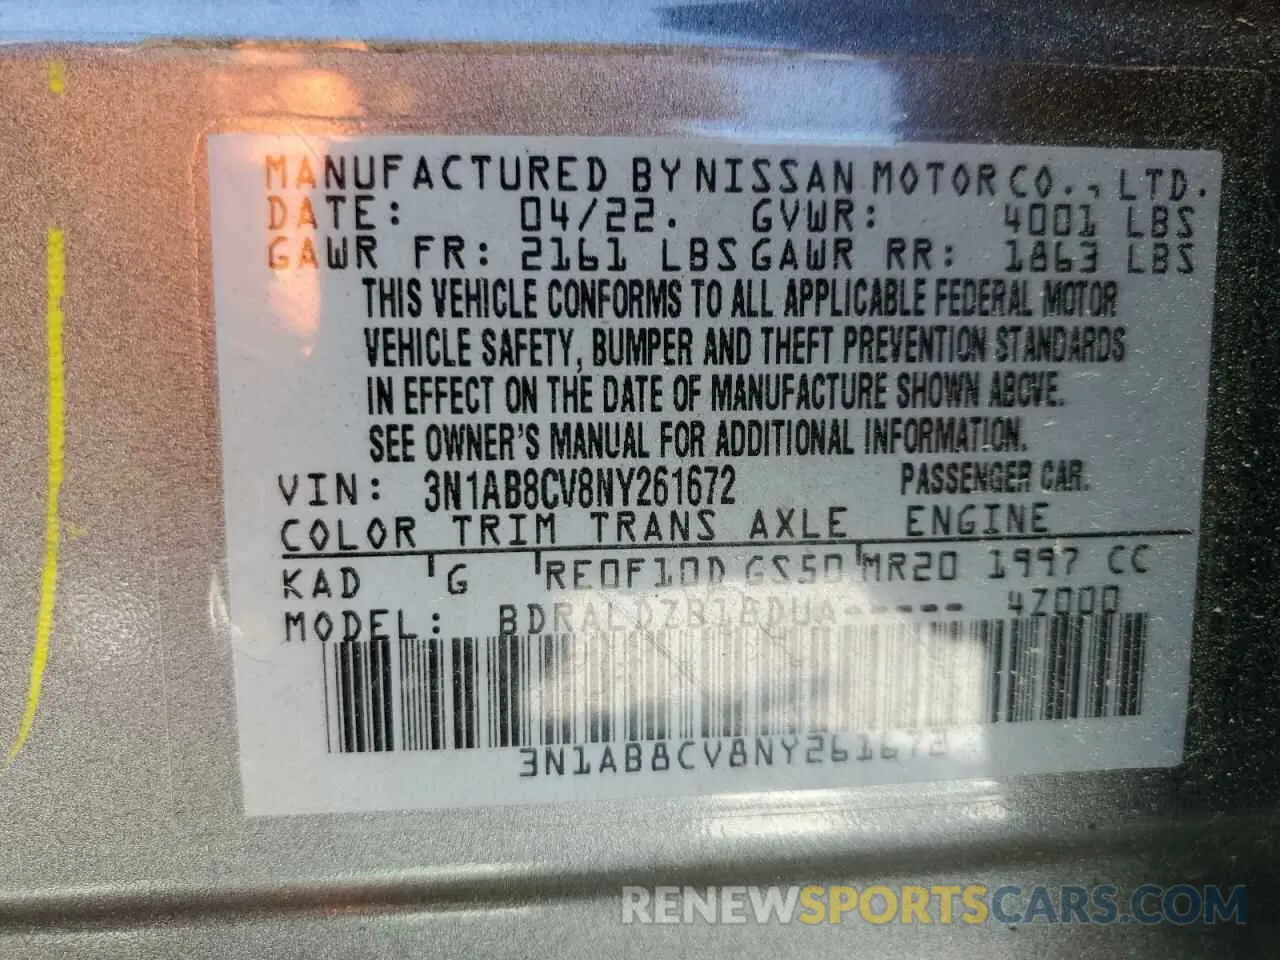 MANUFACTURED BY NISSAN MOTOR CO., LTD.
DATE: 04/22. GVWR: 4001 LBS
GAWR FR: 2161 LBS GAWR RR: 1863 LBS
THIS VEHICLE CONFORMS TO ALL APPLICABLE FEDERAL MOTOR
VEHICLE SAFETY, BUMPER AND THEFT PREVENTION STANDARDS
IN EFFECT ON THE DATE OF MANUFACTURE SHOWN ABOVE.
SEE OWNER'S MANUAL FOR ADDITIONAL INFORMATION.
VIN: 3N1AB8CV8NY261672 PASSENGER CAR.
COLOR TRIM TRANS AXLE ENGINE
KAD G RE0F10D GS50 MR20 1997 CC
MODEL: ----- 4Z000
3N1AB8CV8NY261672
RENEWSPORTSCARS.COM